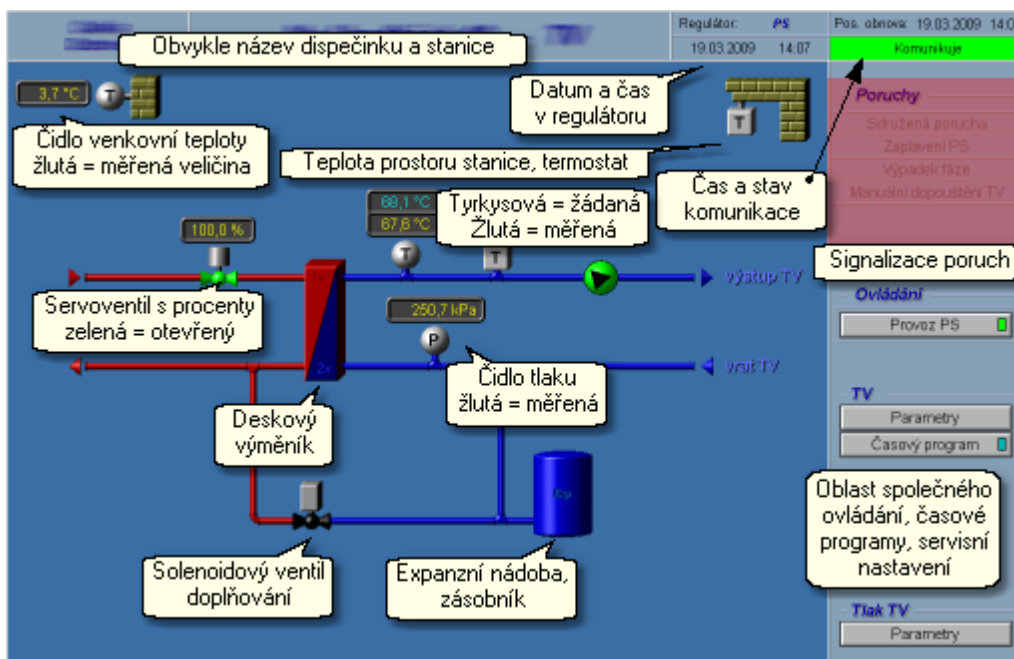 Obvykle název dispečinku a stanice
TV
Regulátor: PS
Pos. obnova: 19.03.2009 14:0
19.03.2009 14:07
Komunikuje
3,7 °C
T
Čidlo venkovní teploty
žlutá = měřená veličina
Datum a čas
v regulátoru
T
Teplota prostoru stanice, termostat
Čas a stav
komunikace
Poruchy
Sdružená porucha
Zaplavení PS
Výpadek fáze
Manuální dopouštění TV
Signalizace poruch
100,0 %
68,1 °C
67,6 °C
Tyrkysová = žádaná
Žlutá = měřená
T
T
výstup TV
Servoventil s procenty
zelená = otevřený
250,7 kPa
P
vrat TV
2x
Čidlo tlaku
žlutá = měřená
Deskový
výměník
Solenoidový ventil
doplňování
Expanzní nádoba,
zásobník
Ovládání
Provoz PS
TV
Parametry
Časový program
Oblast společného
ovládání, časové
programy, servisní
nastavení
Tlak TV
Parametry